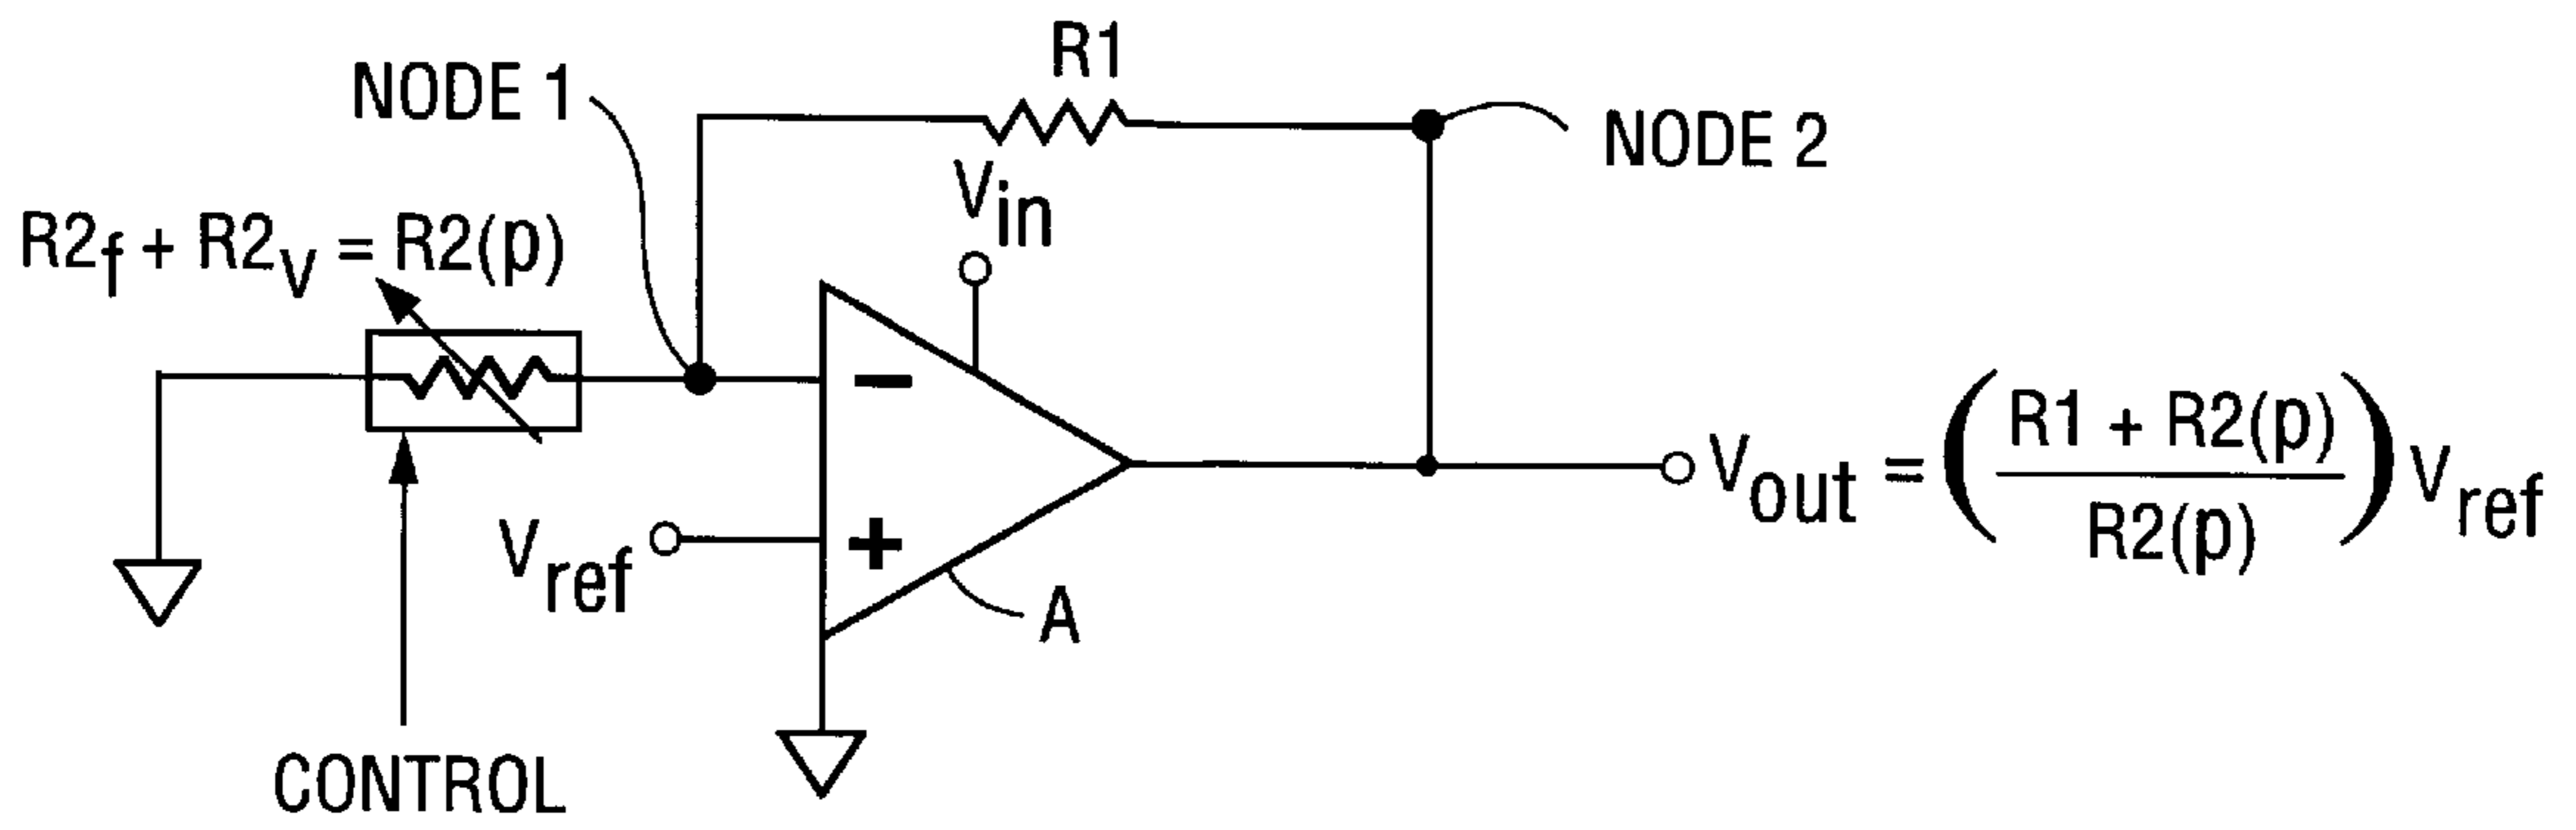 R1
NODE 1
NODE 2
Vin
R2f + R2v = R2(p)
−
Vout = (R1 + R2(p) / R2(p)) Vref
Vref
+
A
CONTROL